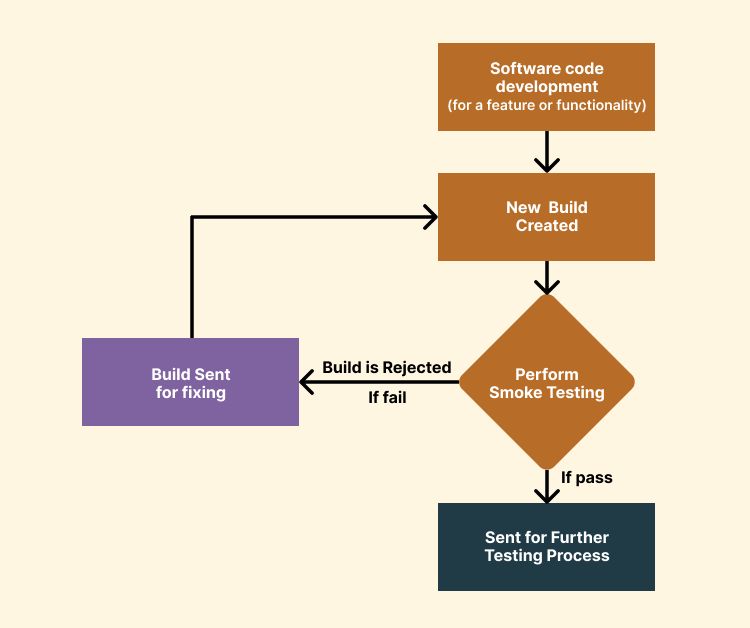 Software code
development
(for a feature or functionality)
New Build
Created
Perform
Smoke Testing
Build is Rejected
If fail
Build Sent
for fixing
If pass
Sent for Further
Testing Process